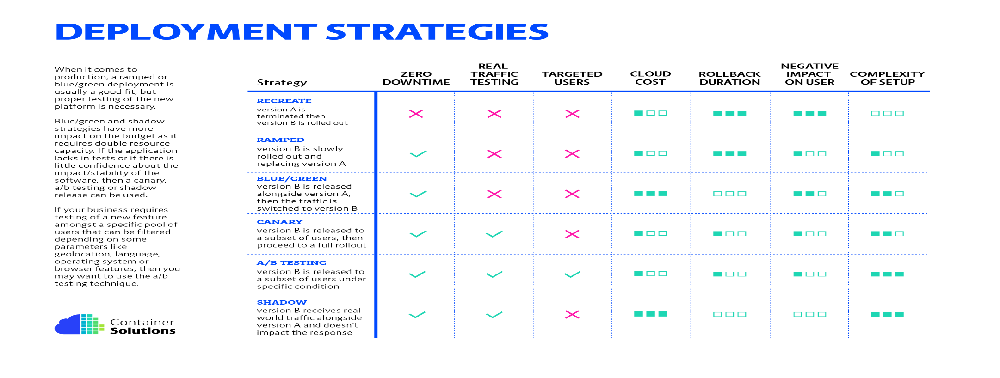 DEPLOYMENT STRATEGIES
When it comes to
production, a ramped or
blue/green deployment is
usually a good fit, but
proper testing of the new
platform is necessary.
Blue/green and shadow
strategies have more
impact on the budget as it
requires double resource
capacity. If the application
lacks in tests or if there is
little confidence about the
impact/stability of the
software, then a canary,
a/b testing or shadow
release can be used.
If your business requires
testing of a new feature
amongst a specific pool of
users that can be filtered
depending on some
parameters like
geolocation, language,
operating system or
browser features, then you
may want to use the a/b
testing technique.
Container
Solutions
Strategy
ZERO
DOWNTIME
REAL
TRAFFIC
TESTING
TARGETED
USERS
CLOUD
COST
ROLLBACK
DURATION
NEGATIVE
IMPACT
ON USER
COMPLEXITY
OF SETUP
RECREATE
version A is
terminated then
version B is rolled out
RAMPED
version B is slowly
rolled out and
replacing version A
BLUE/GREEN
version B is released
alongside version A,
then the traffic is
switched to version B
CANARY
version B is released to
a subset of users, then
proceed to a full rollout
A/B TESTING
version B is released to
a subset of users under
specific condition
SHADOW
version B receives real
world traffic alongside
version A and doesn't
impact the response